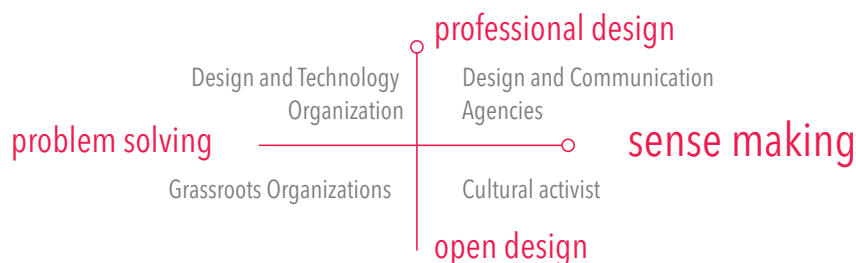 professional design
Design and Technology
Organization
Design and Communication
Agencies
problem solving
sense making
Grassroots Organizations
Cultural activist
open design